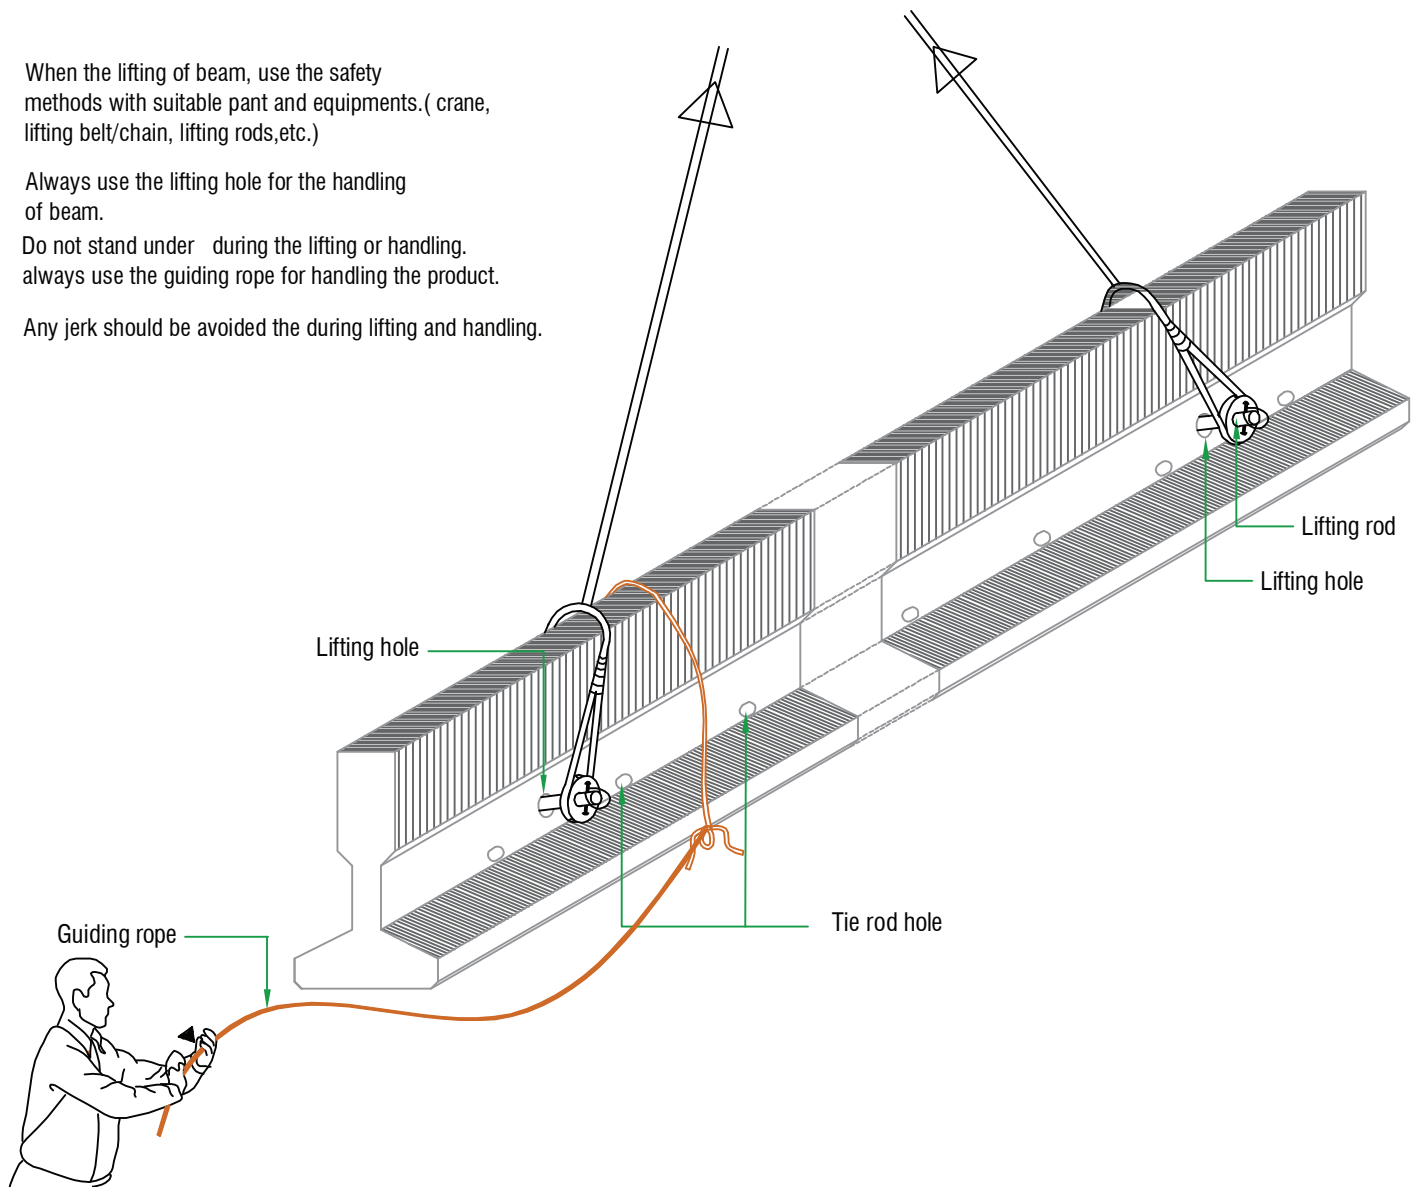 When the lifting of beam, use the safety
methods with suitable pant and equipments.( crane,
lifting belt/chain, lifting rods,etc.)
Always use the lifting hole for the handling
of beam.
Do not stand under during the lifting or handling.
always use the guiding rope for handling the product.
Any jerk should be avoided the during lifting and handling.
Lifting rod
Lifting hole
Lifting hole
Tie rod hole
Guiding rope